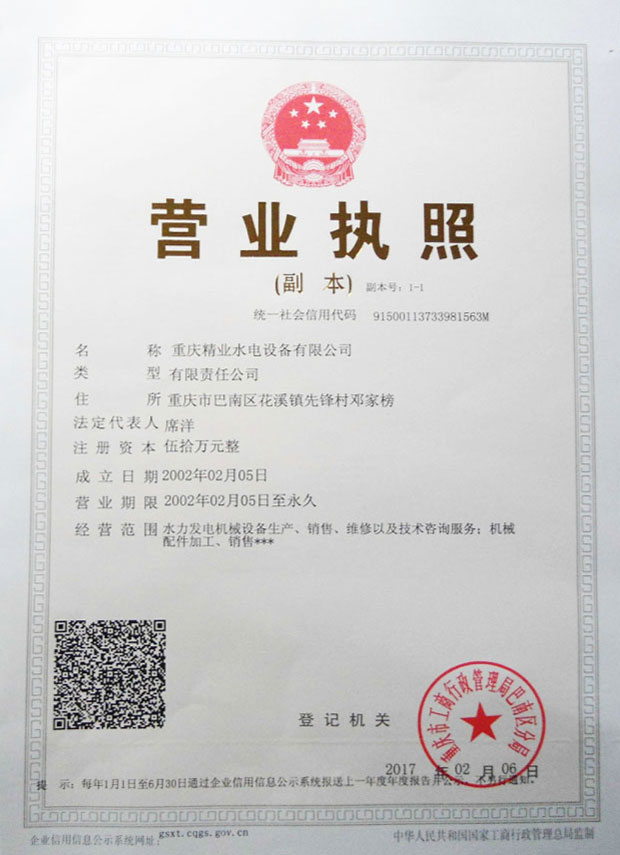 营业执照
(副 本) 副本号：1-1
统一社会信用代码 91500113733981563M
名 称 重庆精业水电设备有限公司
类 型 有限责任公司
住 所 重庆市巴南区花溪镇先锋村邓家榜
法定代表人 席洋
注册资本 伍拾万元整
成立日期 2002年02月05日
营业期限 2002年02月05日至永久
经营范围 水力发电机械设备生产、销售、维修以及技术咨询服务；机械
配件加工、销售***
重庆市工商行政管理局巴南区分局
登记机关
2017 年 02 月 06 日
提 示：每年1月1日至6月30日通过企业信用信息公示系统报送上一年度年度报告并公示，不另行通知。
企业信用信息公示系统网址：gsxt.cqgs.gov.cn
中华人民共和国国家工商行政管理总局监制